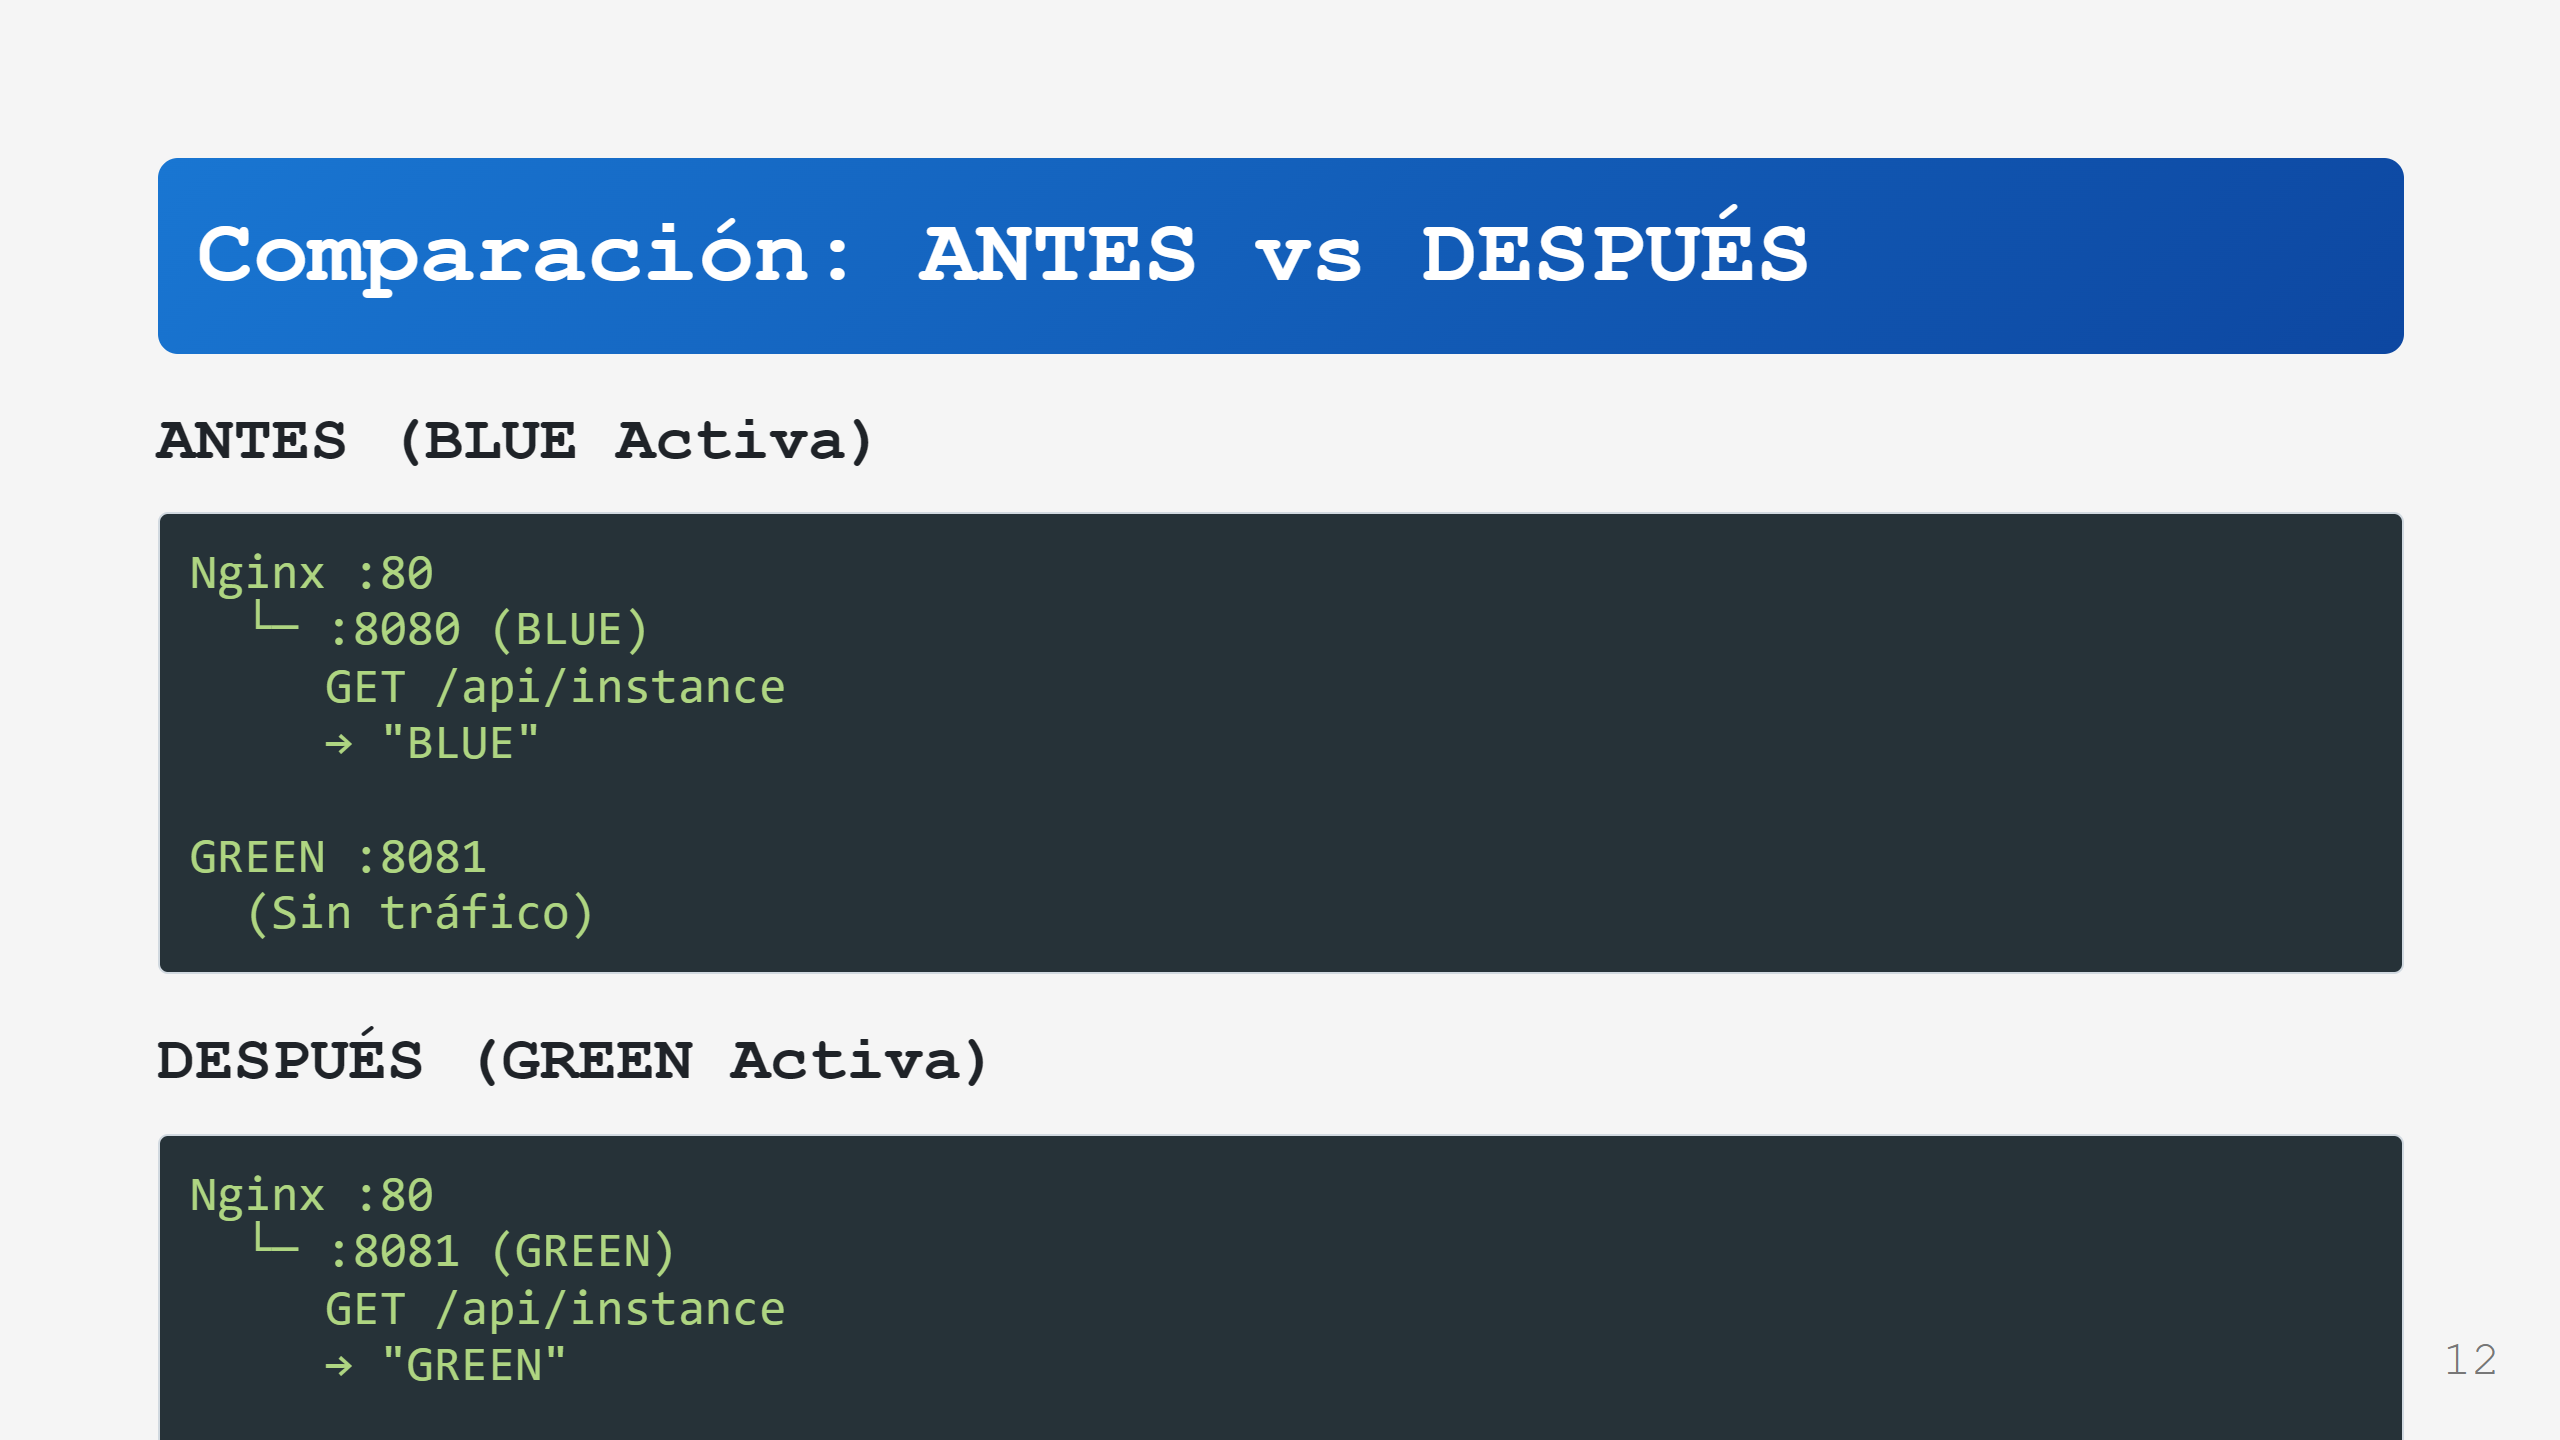 Comparación: ANTES vs DESPUÉS
ANTES (BLUE Activa)
Nginx :80
  └─ :8080 (BLUE)
     GET /api/instance
     → "BLUE"

GREEN :8081
  (Sin tráfico)
DESPUÉS (GREEN Activa)
Nginx :80
  └─ :8081 (GREEN)
     GET /api/instance
     → "GREEN"
12